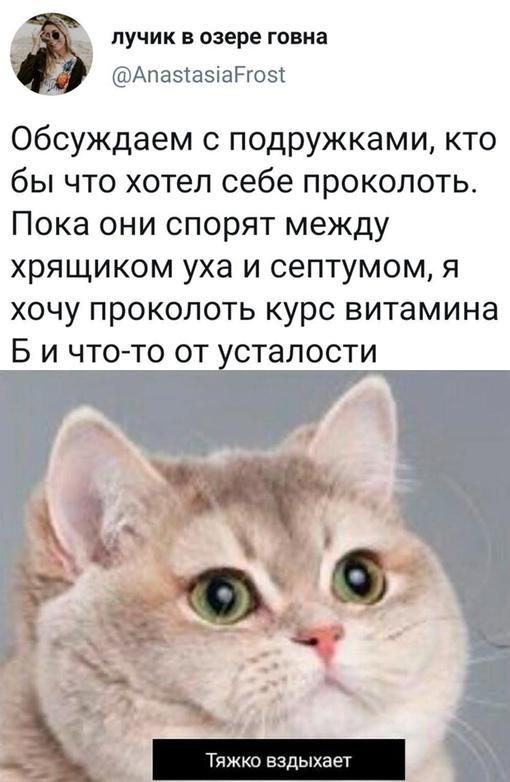 лучик в озере говна
@AnastasiaFrost
Обсуждаем с подружками, кто
бы что хотел себе проколоть.
Пока они спорят между
хрящиком уха и септумом, я
хочу проколоть курс витамина
Б и что-то от усталости
Тяжко вздыхает